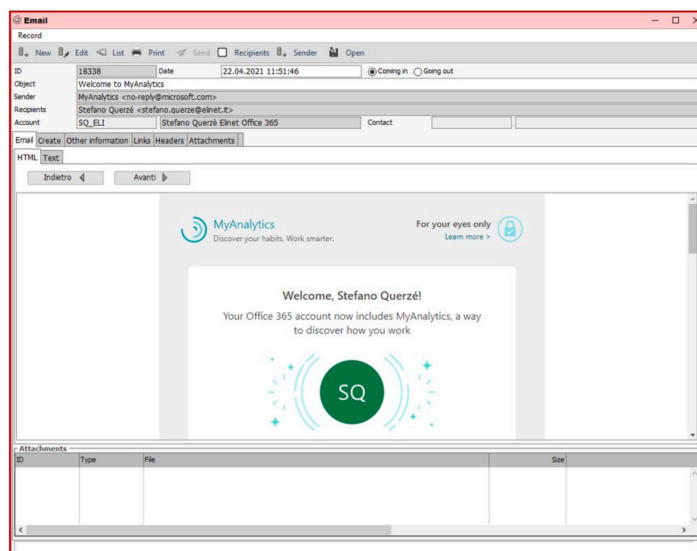 @ Email
Record
New Edit List Print Send Recipients Sender Open
ID 18338 Date 22.04.2021 11:51:46 Coming in Going out
Object Welcome to MyAnalytics
Sender MyAnalytics <no-reply@microsoft.com>
Recipients Stefano Querzé <stefano.querze@elinet.it>
Account SQ_ELI Stefano Querzè Elinet Office 365 Contact
Email Create Other information Links Headers Attachments
HTML Text
Indietro Avanti
MyAnalytics For your eyes only
Discover your habits. Work smarter. Learn more >
Welcome, Stefano Querzé!
Your Office 365 account now includes MyAnalytics, a way
to discover how you work
SQ
Attachments
ID Type File Size